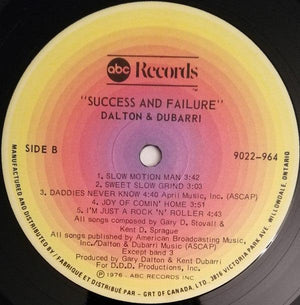 abc Records
"SUCCESS AND FAILURE"
DALTON & DUBARRI
SIDE B
9022-964
1. SLOW MOTION MAN 3:42
2. SWEET SLOW GRIND 3:03
3. DADDIES NEVER KNOW 4:40 April Music, Inc. (ASCAP)
4. JOY OF COMIN' HOME 3:51
5. I'M JUST A ROCK 'N' ROLLER 4:43
All songs composed by Gary D. Stovall &
Kent D. Sprague
All songs published by American Broadcasting Music,
Inc./Dalton & Dubarri Music (ASCAP)
Except band 3
Produced by Gary Dalton and Kent Dubarri
For D.D.D. Productions, Inc.
℗ 1976 - ABC RECORDS INC
MANUFACTURED AND DISTRIBUTED BY / FABRIQUE ET DISTRIBUE PAR - GRT OF CANADA LTD. 3816 VICTORIA PARK AVE. WILLOWDALE, ONTARIO